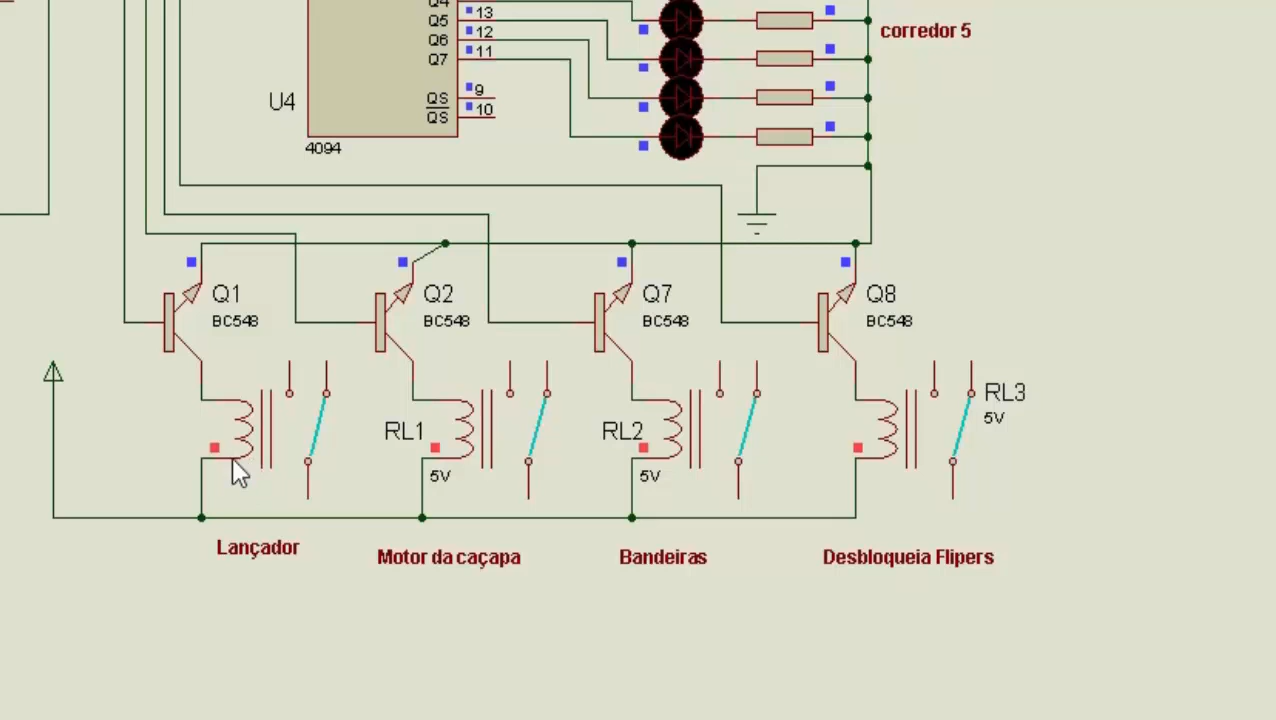 Q4
Q5
Q6
Q7
QS
QS
13
12
11
9
10
U4
4094
corredor 5
Q1
BC548
Q2
BC548
Q7
BC548
Q8
BC548
RL1
5V
RL2
5V
RL3
5V
Lançador
Motor da caçapa
Bandeiras
Desbloqueia Flipers